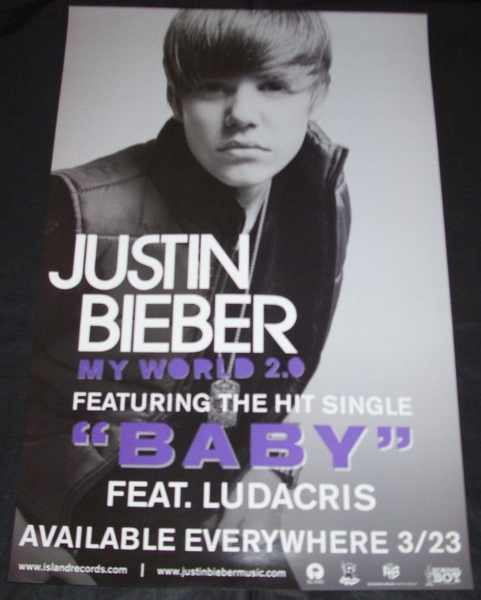 JUSTIN
BIEBER
MY WORLD 2.0
FEATURING THE HIT SINGLE
"BABY"
FEAT. LUDACRIS
AVAILABLE EVERYWHERE 3/23
www.islandrecords.com | www.justinbiebermusic.com